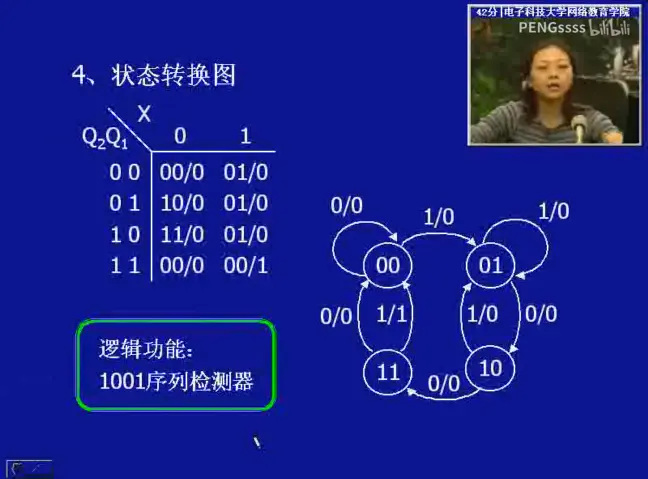 42分|电子科技大学网络教育学院
PENGssss bilibili
4、状态转换图
X
Q2Q1 0 1
0 0 00/0 01/0
0 1 10/0 01/0
1 0 11/0 01/0
1 1 00/0 00/1
逻辑功能：
1001序列检测器
0/0 1/0 1/0
00 01
0/0 1/1 1/0 0/0
11 10
0/0